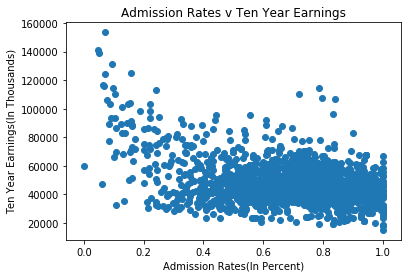 Admission Rates v Ten Year Earnings
160000
140000
120000
100000
80000
60000
40000
20000
Ten Year Earnings(In Thousands)
0.0 0.2 0.4 0.6 0.8 1.0
Admission Rates(In Percent)